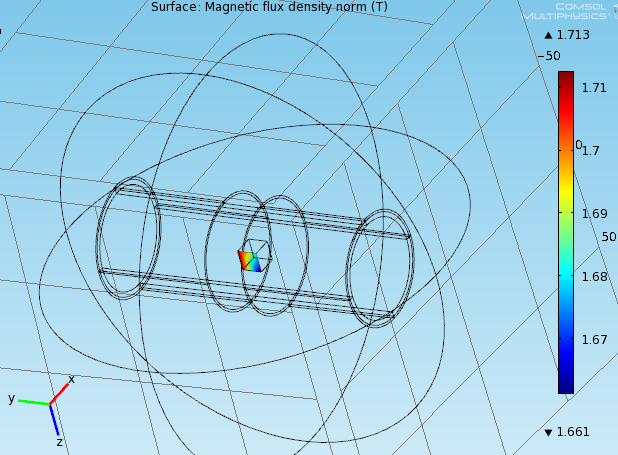 Surface: Magnetic flux density norm (T)
COMSOL
MULTIPHYSICS
▲ 1.713
−50
1.71
0
1.7
1.69
50
1.68
1.67
▼ 1.661
x
y
z